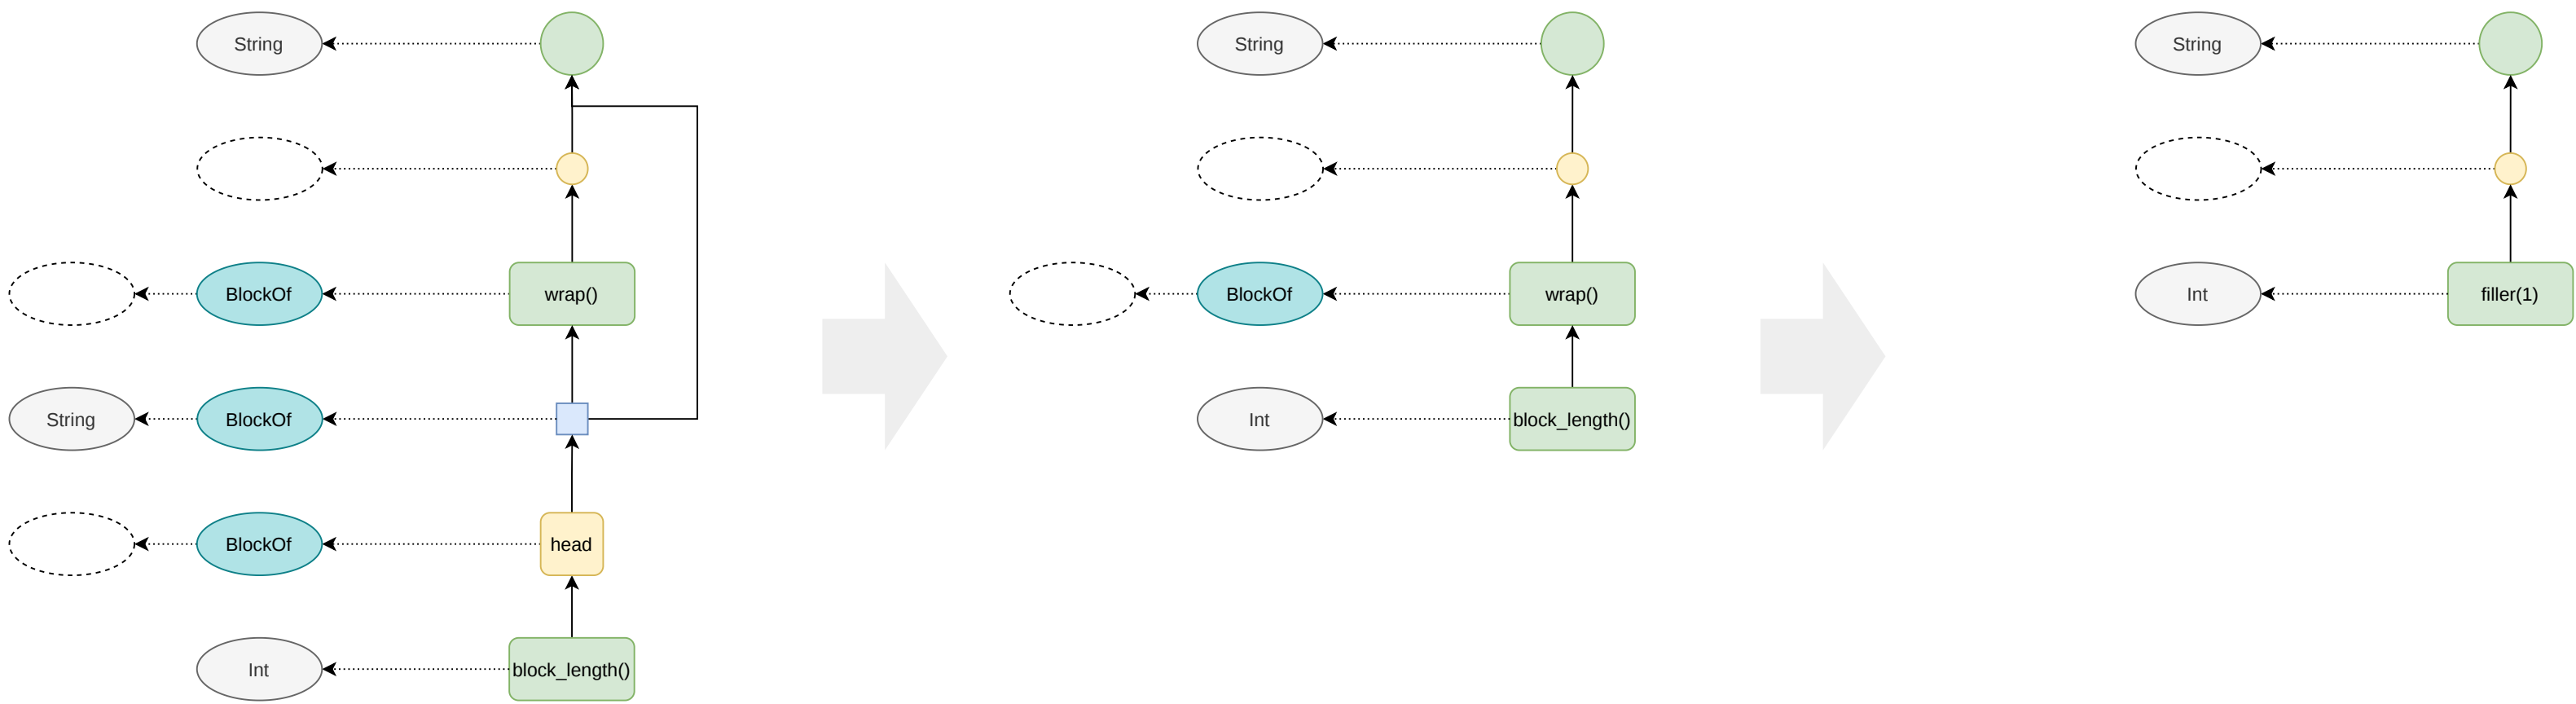 String
BlockOf
wrap()
String
BlockOf
BlockOf
head
Int
block_length()
String
BlockOf
wrap()
Int
block_length()
String
Int
filler(1)